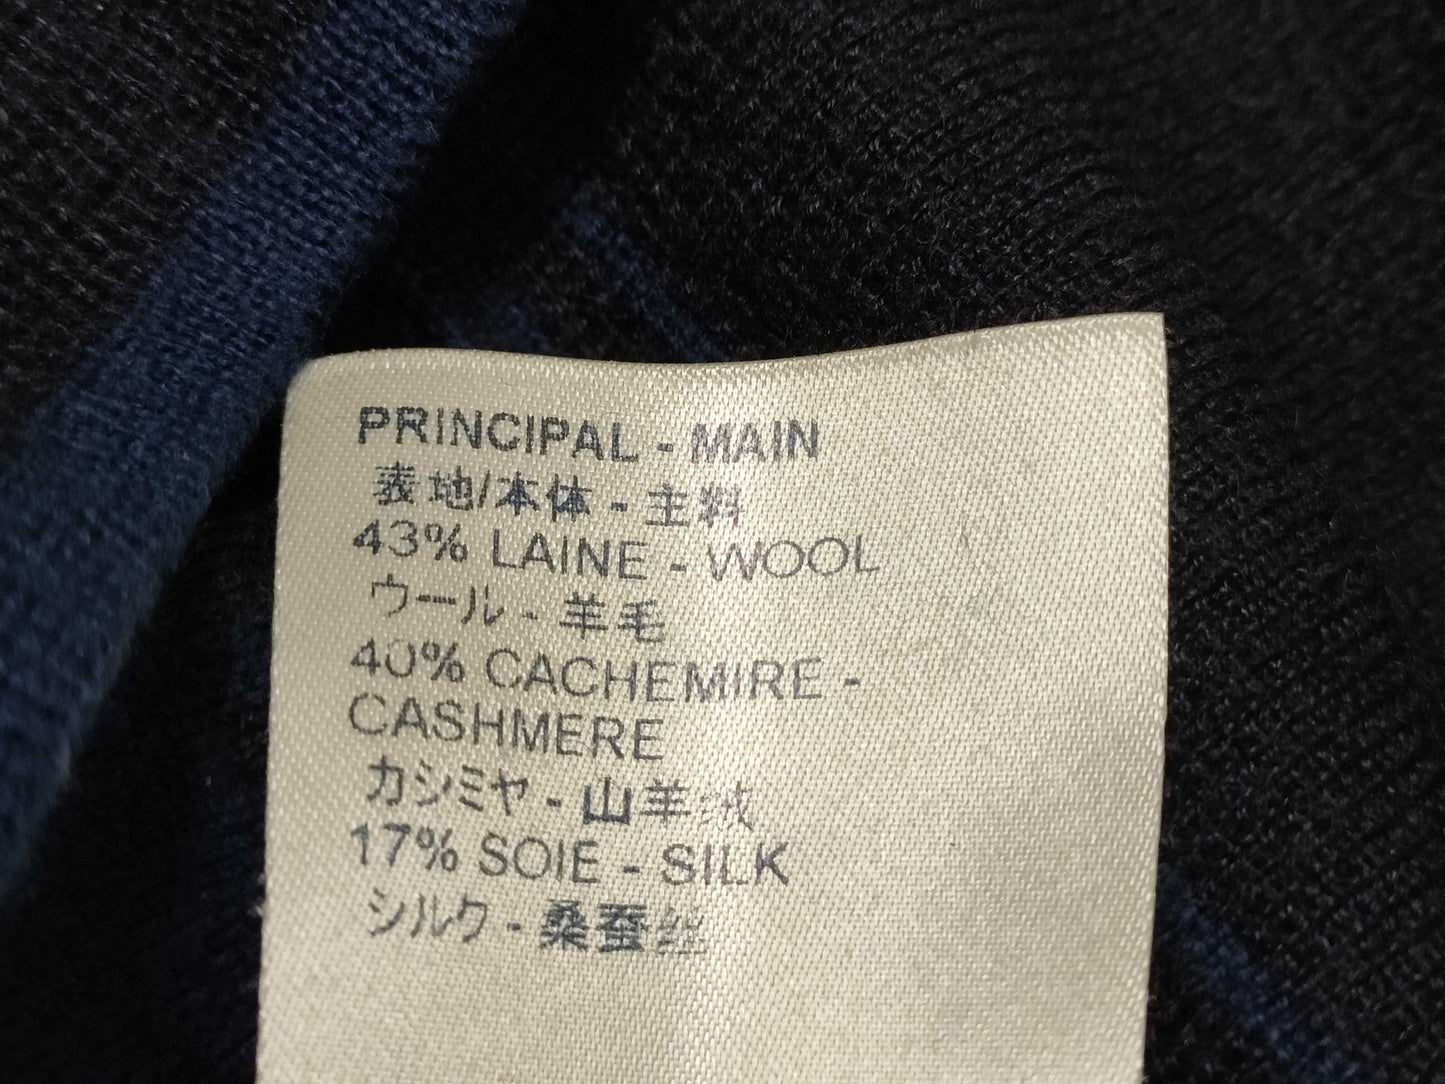 PRINCIPAL - MAIN
表地/本体 - 主料
43% LAINE - WOOL
ウール - 羊毛
40% CACHEMIRE -
CASHMERE
カシミヤ - 山羊绒
17% SOIE - SILK
シルク - 桑蚕丝